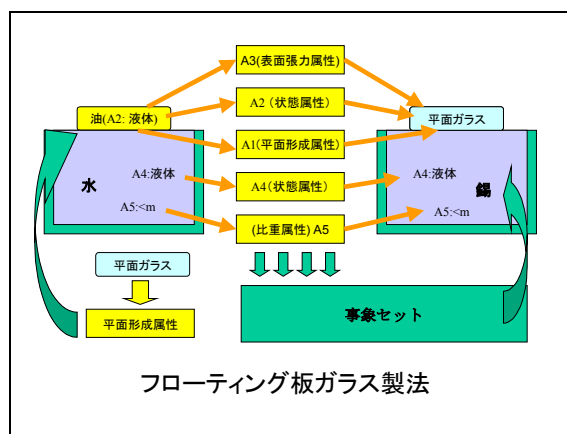 A3(表面張力属性)
A2 (状態属性)
油(A2: 液体)
平面ガラス
A1(平面形成属性)
水
A4:液体
A4(状態属性)
A4:液体
錫
A5:<m
(比重属性) A5
A5:<m
平面ガラス
平面形成属性
事象セット
フローティング板ガラス製法